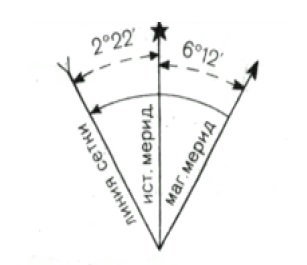 2°22′
6°12′
линия сетки
ист. мерид.
маг. мерид